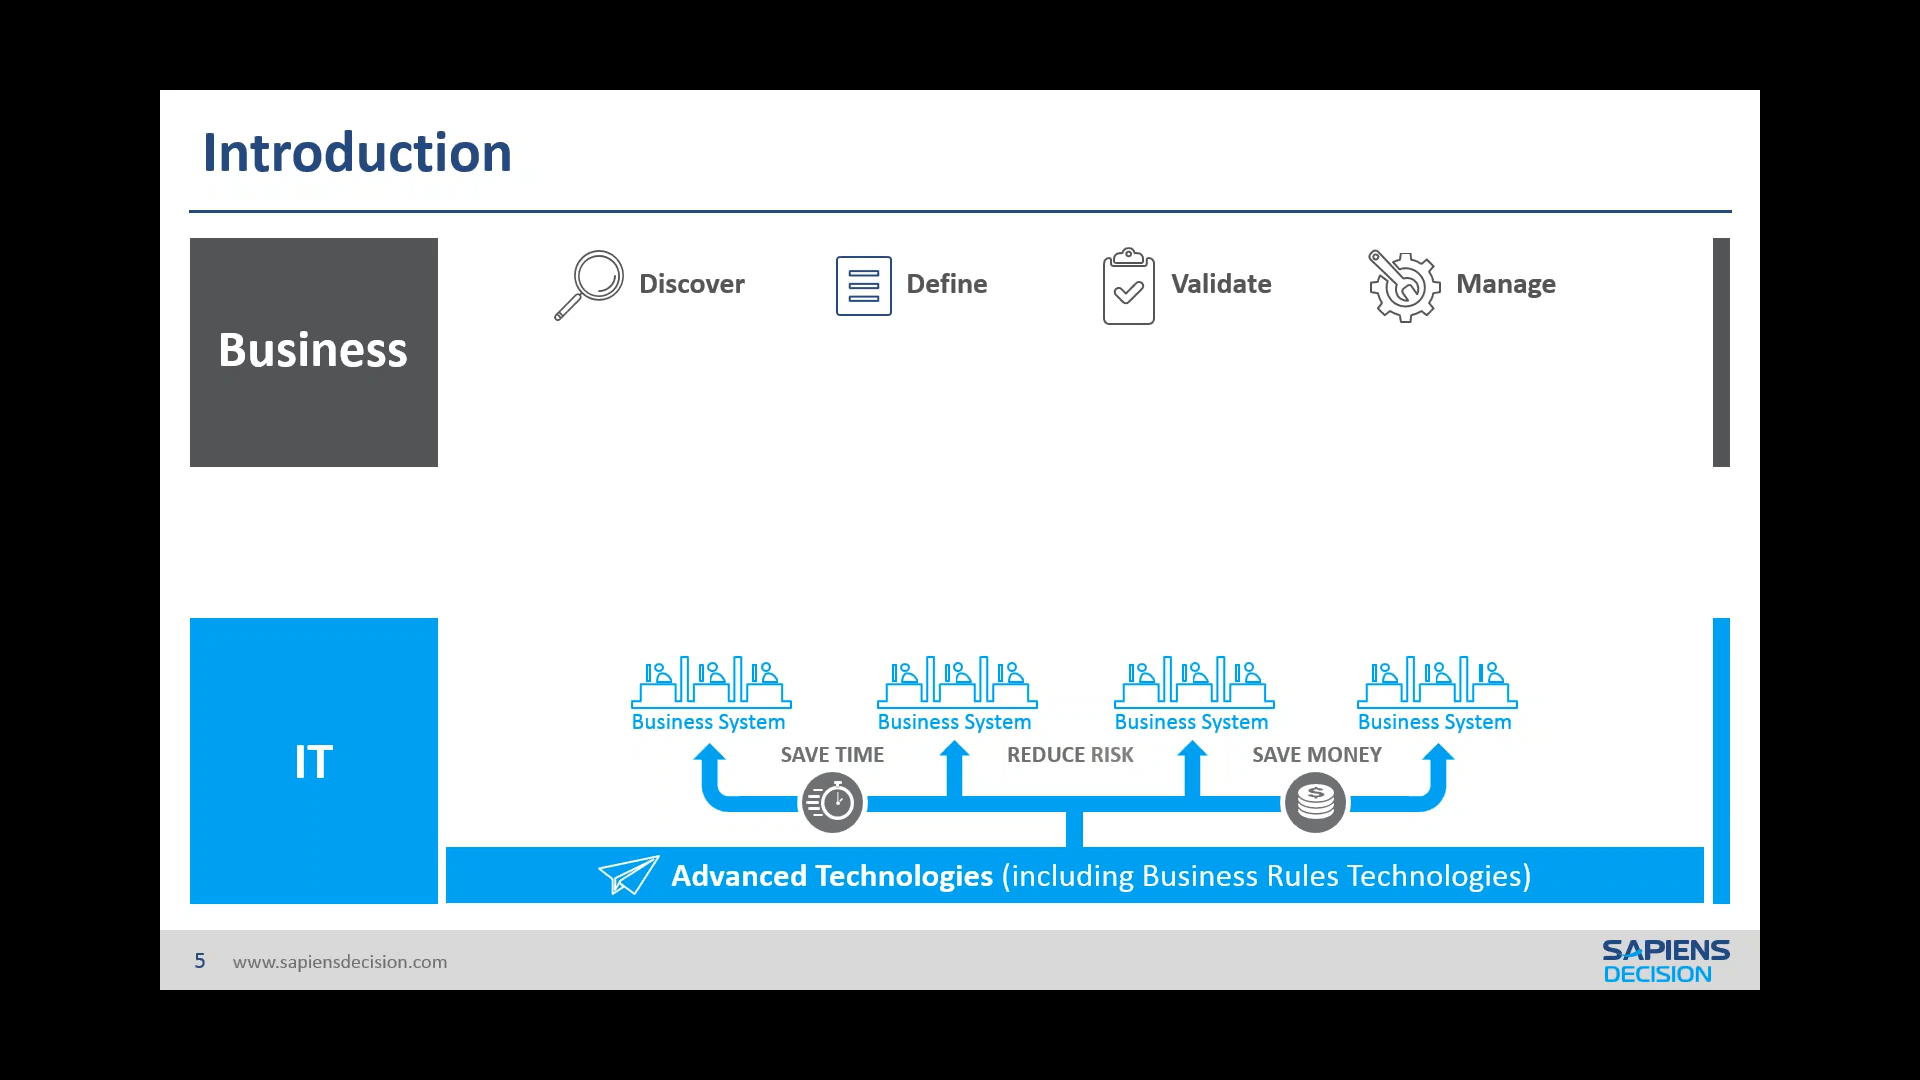 Introduction
Business
Discover
Define
Validate
Manage
IT
Business System
Business System
Business System
Business System
SAVE TIME
REDUCE RISK
SAVE MONEY
Advanced Technologies (including Business Rules Technologies)
5
www.sapiensdecision.com
SAPIENS
DECISION